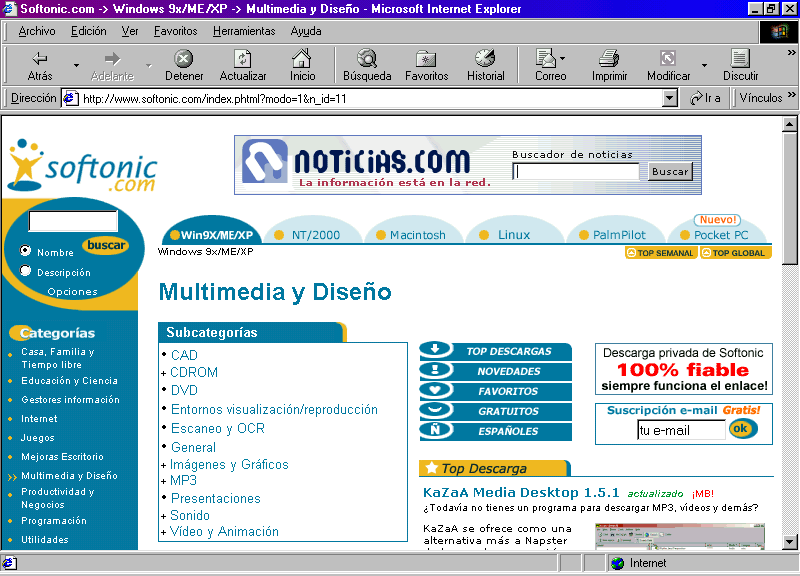 Softonic.com -> Windows 9x/ME/XP -> Multimedia y Diseño - Microsoft Internet Explorer
Archivo Edición Ver Favoritos Herramientas Ayuda
Atrás Adelante Detener Actualizar Inicio Búsqueda Favoritos Historial Correo Imprimir Modificar Discutir »
Dirección http://www.softonic.com/index.phtml?modo=1&n_id=11 Ir a Vínculos »
softonic
.com
NOTICIAS.COM
La información está en la red.
Buscador de noticias
Buscar
buscar
Nombre
Descripción
Opciones
Nuevo!
Win9X/ME/XP NT/2000 Macintosh Linux PalmPilot Pocket PC
Windows 9x/ME/XP
TOP SEMANAL TOP GLOBAL
Multimedia y Diseño
Categorías
Casa, Familia y
Tiempo libre
Educación y Ciencia
Gestores información
Internet
Juegos
Mejoras Escritorio
Multimedia y Diseño
Productividad y
Negocios
Programación
Utilidades
Subcategorías
• CAD
+ CDROM
• DVD
• Entornos visualización/reproducción
• Escaneo y OCR
• General
+ Imágenes y Gráficos
+ MP3
• Presentaciones
+ Sonido
+ Vídeo y Animación
TOP DESCARGAS
NOVEDADES
FAVORITOS
GRATUITOS
Ñ ESPAÑOLES
Descarga privada de Softonic
100% fiable
siempre funciona el enlace!
Suscripción e-mail Gratis!
tu e-mail ok
Top Descarga
KaZaA Media Desktop 1.5.1 actualizado ¡MB!
¿Todavía no tienes un programa para descargar MP3, vídeos y demás?
KaZaA se ofrece como una
alternativa más a Napster
Internet